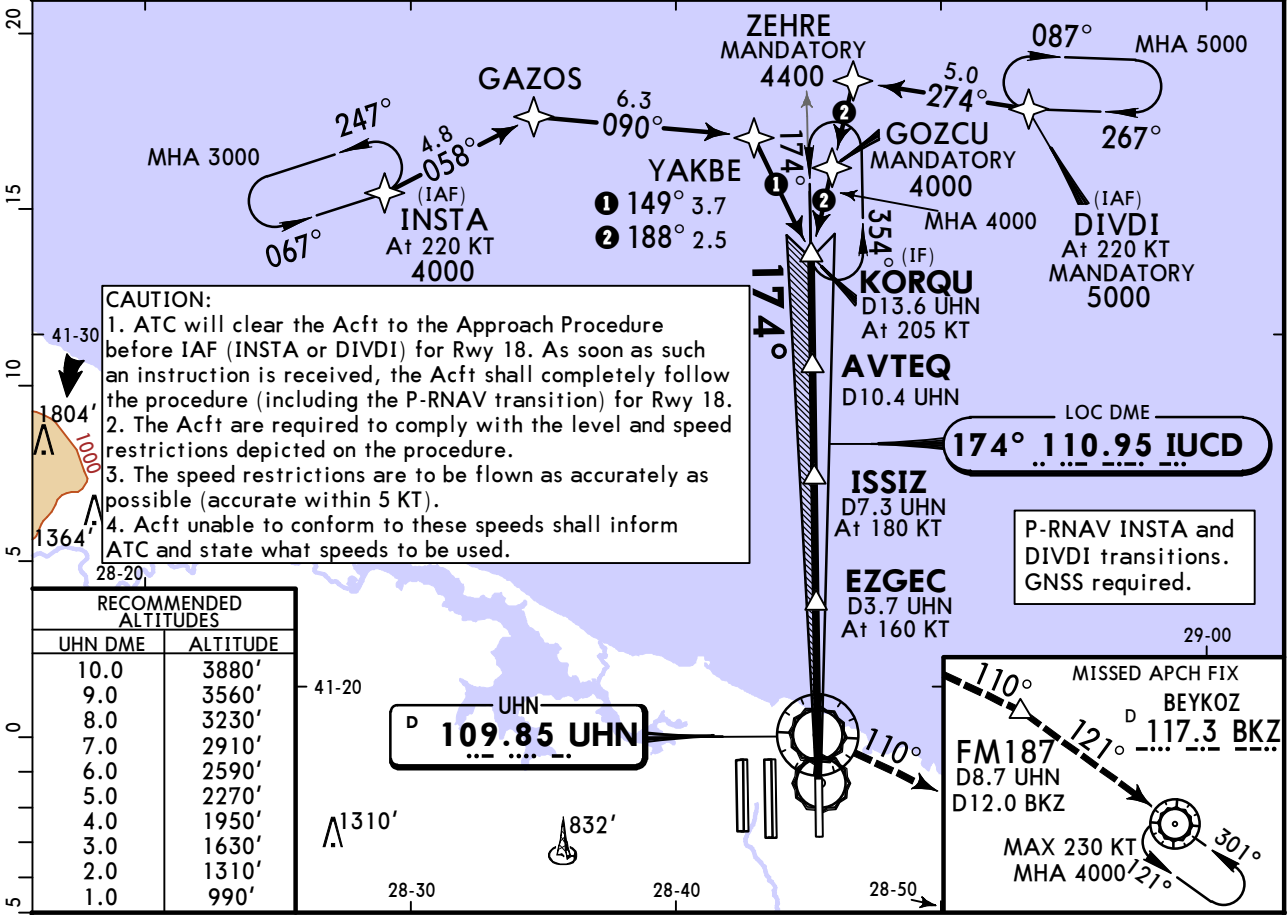 20
15
10
5
0
5
ZEHRE
MANDATORY
4400
087°
MHA 5000
5.0
274°
267°
GAZOS
6.3
090°
247°
4.8
058°
MHA 3000
(IAF)
INSTA
At 220 KT
4000
067°
YAKBE
1 149° 3.7
2 188° 2.5
1
2
2
174°
354°
GOZCU
MANDATORY
4000
MHA 4000
(IAF)
DIVDI
At 220 KT
MANDATORY
5000
(IF)
KORQU
D13.6 UHN
At 205 KT
174°
AVTEQ
D10.4 UHN
LOC DME
174° 110.95 IUCD
ISSIZ
D7.3 UHN
At 180 KT
EZGEC
D3.7 UHN
At 160 KT
P-RNAV INSTA and
DIVDI transitions.
GNSS required.
CAUTION:
1. ATC will clear the Acft to the Approach Procedure
before IAF (INSTA or DIVDI) for Rwy 18. As soon as such
an instruction is received, the Acft shall completely follow
the procedure (including the P-RNAV transition) for Rwy 18.
2. The Acft are required to comply with the level and speed
restrictions depicted on the procedure.
3. The speed restrictions are to be flown as accurately as
possible (accurate within 5 KT).
4. Acft unable to conform to these speeds shall inform
ATC and state what speeds to be used.
41-30
1804'
1000
1364'
28-20
RECOMMENDED
ALTITUDES
UHN DME ALTITUDE
10.0 3880'
9.0 3560'
8.0 3230'
7.0 2910'
6.0 2590'
5.0 2270'
4.0 1950'
3.0 1630'
2.0 1310'
1.0 990'
41-20
UHN
D 109.85 UHN
110°
D
1310'
832'
28-30
28-40
28-50
29-00
MISSED APCH FIX
110°
BEYKOZ
D 117.3 BKZ
121°
FM187
D8.7 UHN
D12.0 BKZ
MAX 230 KT
MHA 4000
121°
301°